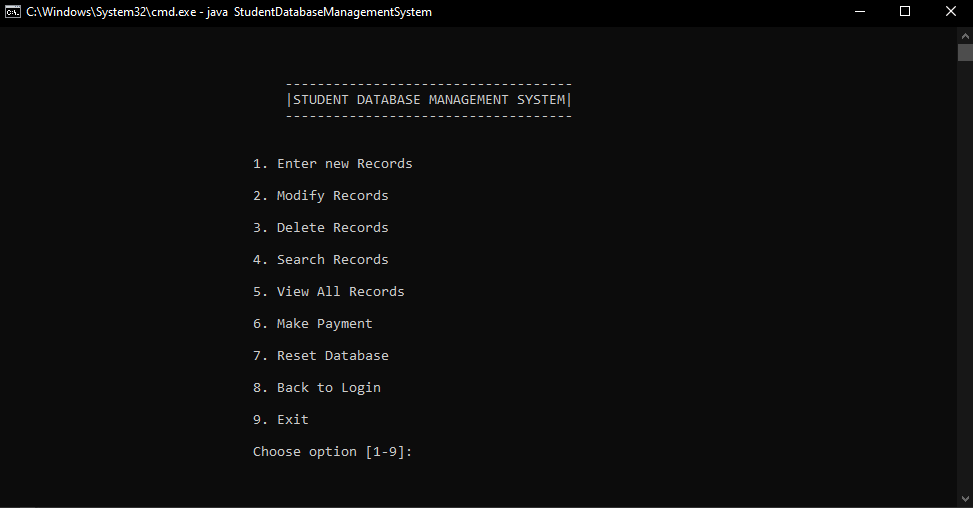 C:\Windows\System32\cmd.exe - java  StudentDatabaseManagementSystem
------------------------------------
|STUDENT DATABASE MANAGEMENT SYSTEM|
------------------------------------
1. Enter new Records
2. Modify Records
3. Delete Records
4. Search Records
5. View All Records
6. Make Payment
7. Reset Database
8. Back to Login
9. Exit
Choose option [1-9]: